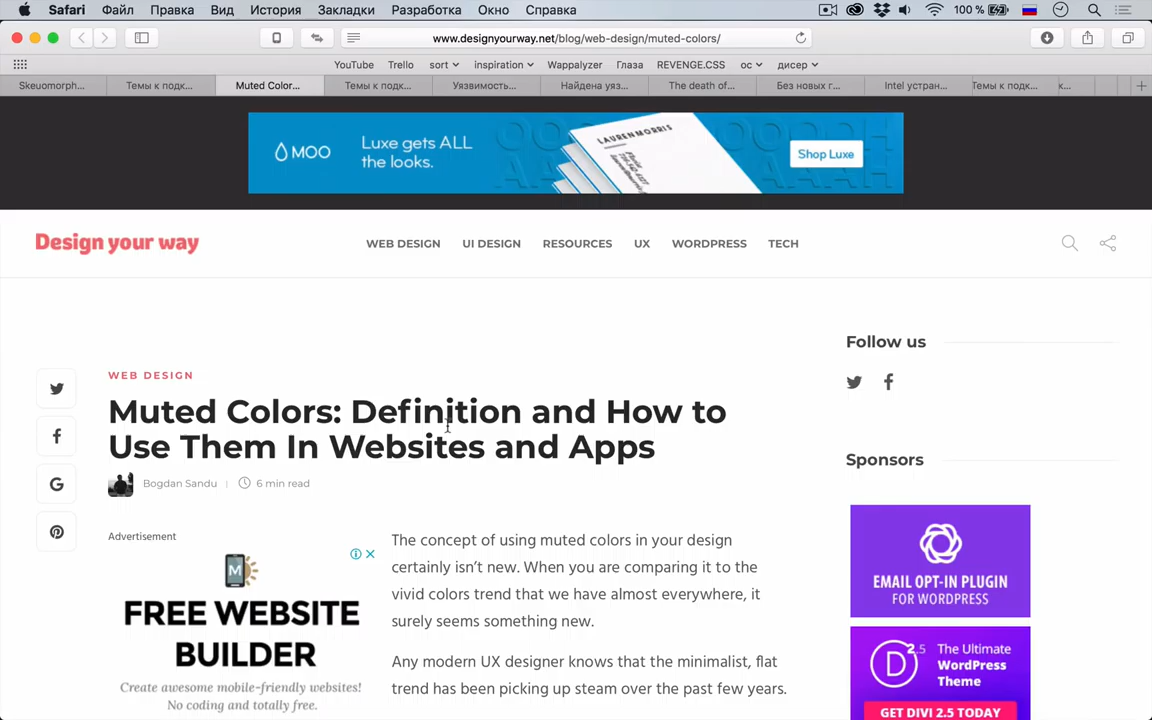 Safari Файл Правка Вид История Закладки Разработка Окно Справка 100 %
www.designyourway.net/blog/web-design/muted-colors/
YouTube Trello sort inspiration Wappalyzer Глаза REVENGE.CSS ос дисер
Skeuomorph... Темы к подк... Muted Color... Темы к подк... Уязвимость... Найдена уяз... The death of... Без новых г... Intel устран... Темы к подк... к...
MOO
Luxe gets ALL
the looks.
LAUREN MORRIS
Shop Luxe
Design your way
WEB DESIGN UI DESIGN RESOURCES UX WORDPRESS TECH
Follow us
WEB DESIGN
Muted Colors: Definition and How to
Use Them In Websites and Apps
Bogdan Sandu 6 min read
Sponsors
Advertisement
M
FREE WEBSITE
BUILDER
Create awesome mobile-friendly websites!
No coding and totally free.
The concept of using muted colors in your design
certainly isn’t new. When you are comparing it to the
vivid colors trend that we have almost everywhere, it
surely seems something new.
Any modern UX designer knows that the minimalist, flat
trend has been picking up steam over the past few years.
EMAIL OPT-IN PLUGIN
FOR WORDPRESS
D 2.5
The Ultimate
WordPress
Theme
GET DIVI 2.5 TODAY